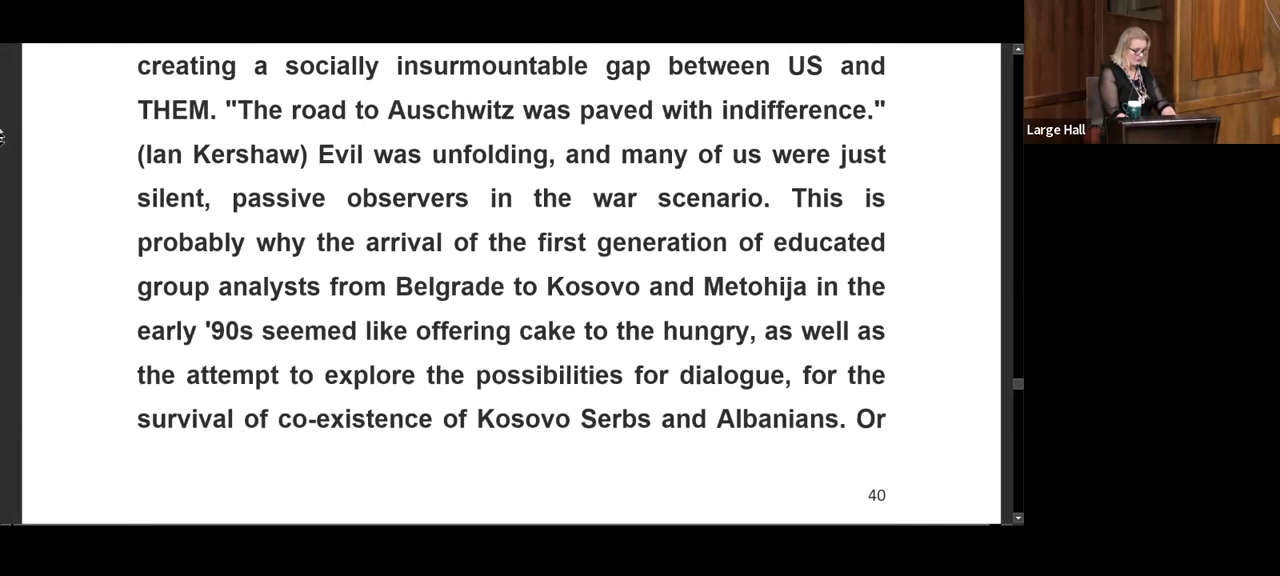 creating a socially insurmountable gap between US and
THEM. "The road to Auschwitz was paved with indifference."
(Ian Kershaw) Evil was unfolding, and many of us were just
silent, passive observers in the war scenario. This is
probably why the arrival of the first generation of educated
group analysts from Belgrade to Kosovo and Metohija in the
early '90s seemed like offering cake to the hungry, as well as
the attempt to explore the possibilities for dialogue, for the
survival of co-existence of Kosovo Serbs and Albanians. Or
40
Large Hall